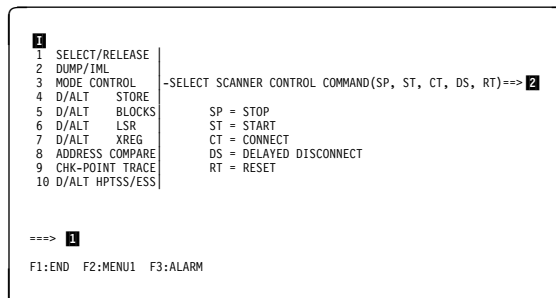 I
1 SELECT/RELEASE
2 DUMP/IML
3 MODE CONTROL -SELECT SCANNER CONTROL COMMAND(SP, ST, CT, DS, RT)==> 2
4 D/ALT STORE
5 D/ALT BLOCKS SP = STOP
6 D/ALT LSR ST = START
7 D/ALT XREG CT = CONNECT
8 ADDRESS COMPARE DS = DELAYED DISCONNECT
9 CHK-POINT TRACE RT = RESET
10 D/ALT HPTSS/ESS
===> 1
F1:END F2:MENU1 F3:ALARM